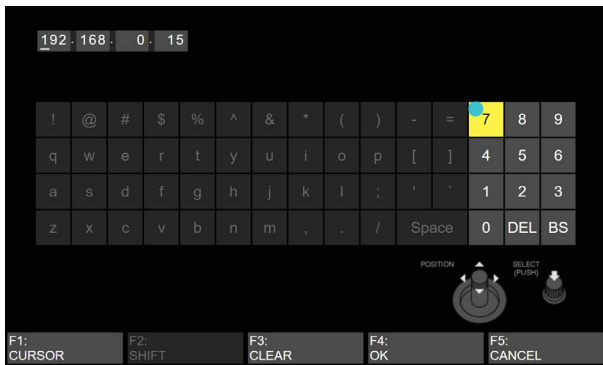 192 . 168 . 0 . 15
! @ # $ % ^ & * ( ) - = 7 8 9
q w e r t y u i o p [ ] 4 5 6
a s d f g h j k l ; ' ` 1 2 3
z x c v b n m , . / Space 0 DEL BS
POSITION SELECT
(PUSH)
F1: F2: F3: F4: F5:
CURSOR SHIFT CLEAR OK CANCEL